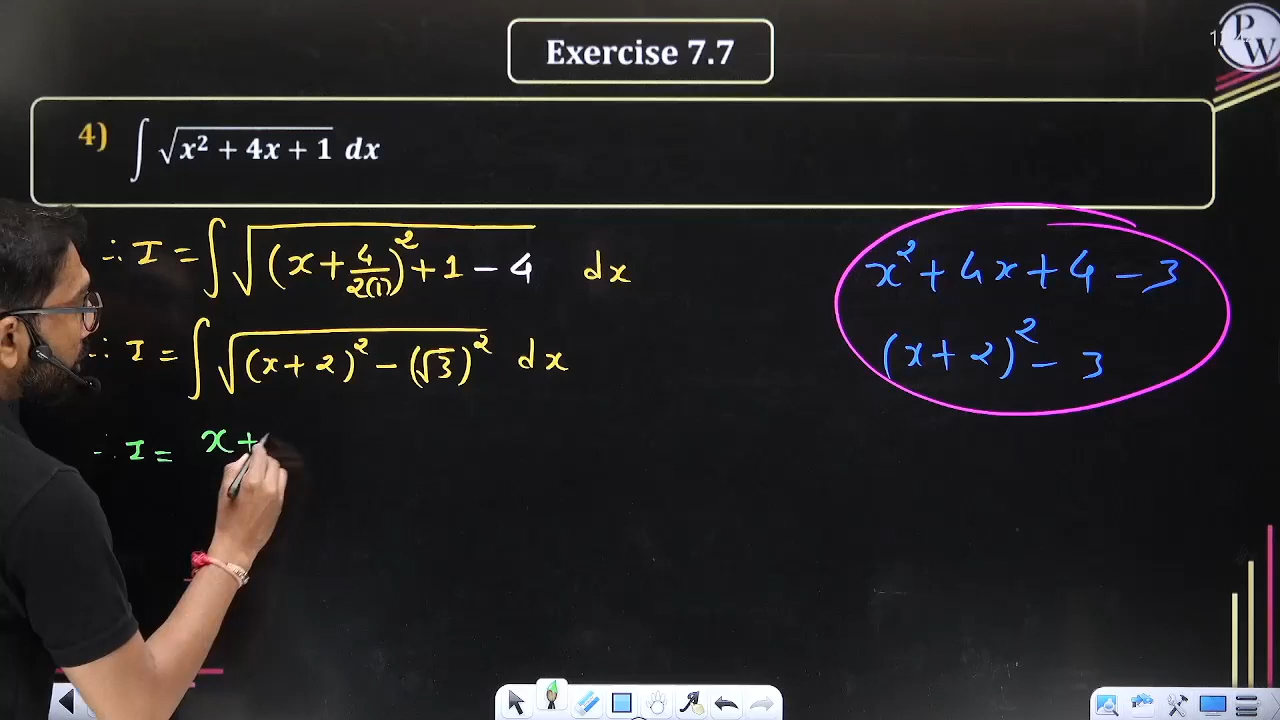 Exercise 7.7
PW
4) ∫ √(x² + 4x + 1) dx
∴ I = ∫ √((x + 4/2(1))² + 1 − 4) dx
x² + 4x + 4 − 3
∴ I = ∫ √((x + 2)² − (√3)²) dx
(x + 2)² − 3
∴ I = x +